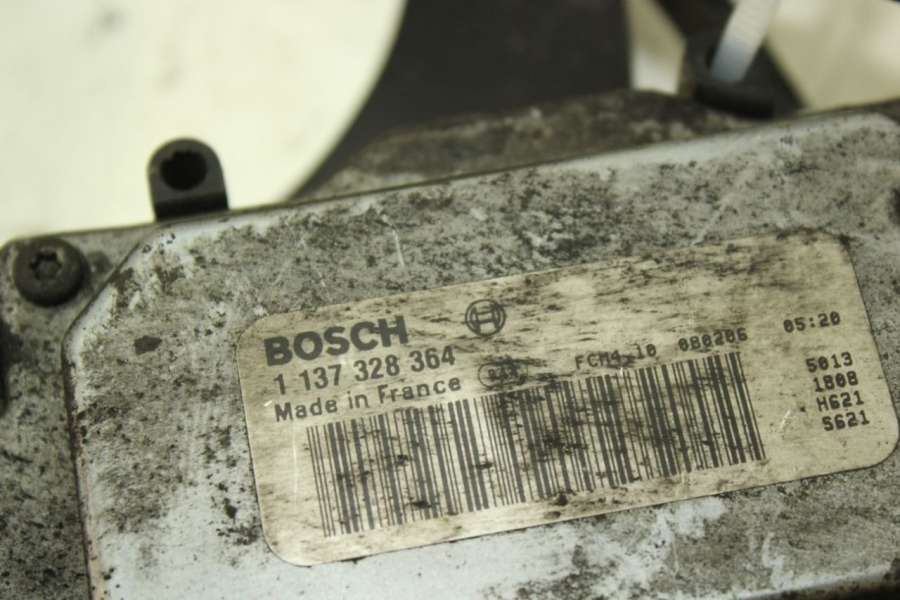 BOSCH
1 137 328 364
Made in France
FCM4.10 080206 05:20
5013
1808
H621
S621